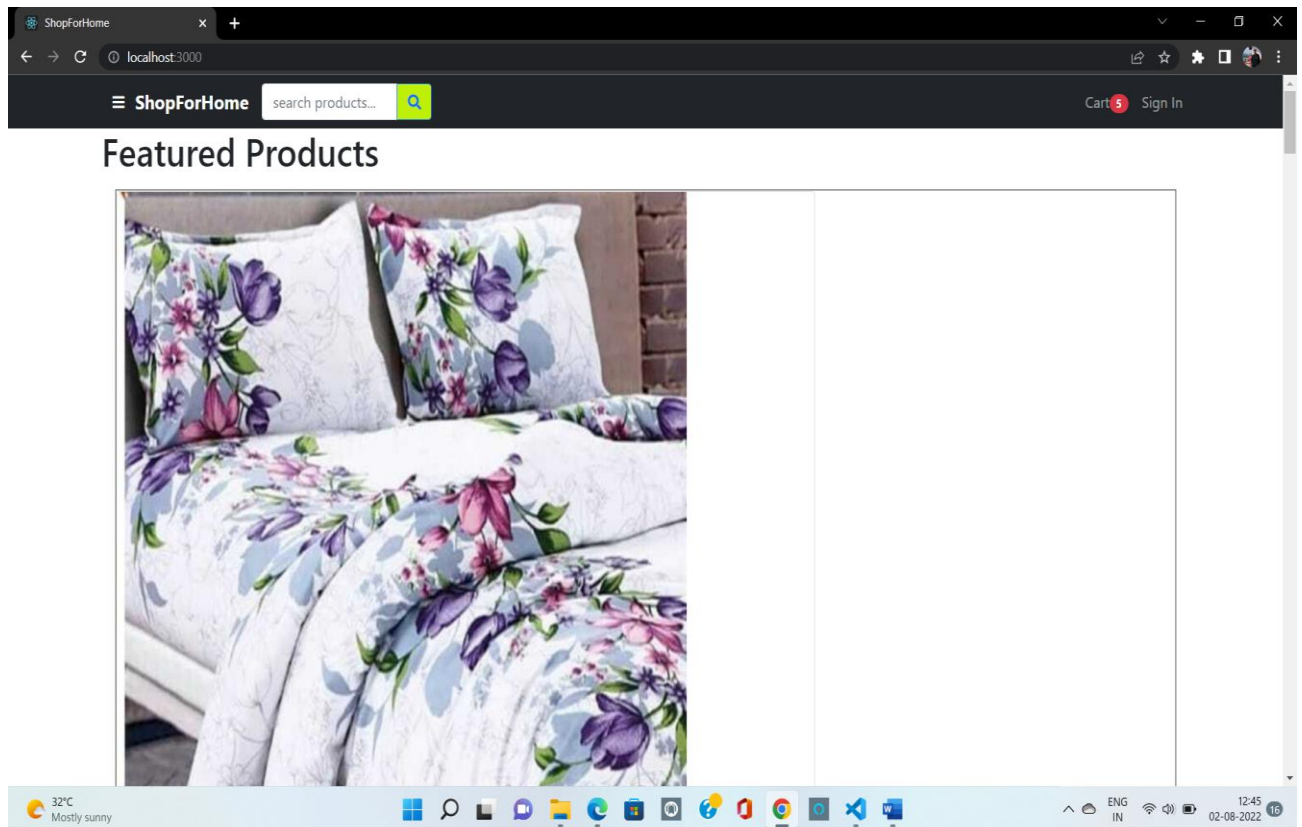 ShopForHome
localhost:3000
ShopForHome search products... Cart 5 Sign In
Featured Products
32°C
Mostly sunny
ENG
IN
12:45
02-08-2022
16